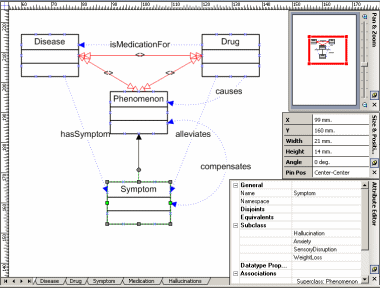 Disease
isMedicationFor
Drug
<>
<>
<>
Phenomenon
causes
hasSymptom
alleviates
compensates
Symptom
Pan & Zoom
X 99 mm.
Y 160 mm.
Width 21 mm.
Height 14 mm.
Angle 0 deg.
Pin Pos Center-Center
Size & Positi...
General
Name Symptom
Namespace
Disjoints
Equivalents
Subclass
Hallucination
Anxiety
SensoryDisruption
WeightLoss
Datatype Prop...
Associations
Superclass: Phenomenon
Attribute Editor
Disease Drug Symptoms Medication Hallucinations